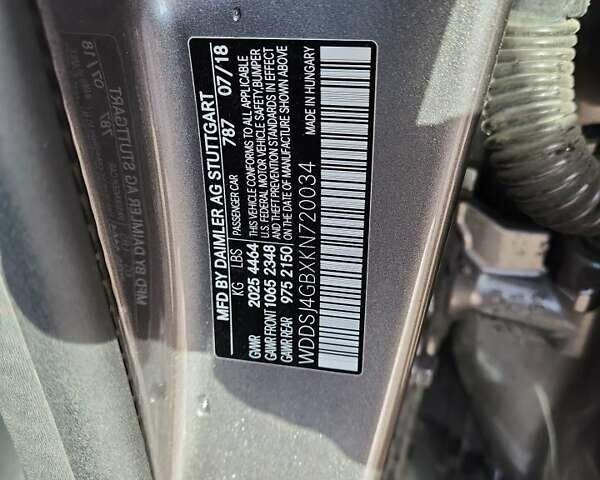 MFD BY DAIMLER AG STUTTGART
PASSENGER CAR 787 07/18
KG LBS
GVWR 2025 4464
GAWR FRONT 1065 2348
GAWR REAR 975 2150
THIS VEHICLE CONFORMS TO ALL APPLICABLE
U.S. FEDERAL MOTOR VEHICLE SAFETY,BUMPER
AND THEFT PREVENTION STANDARDS IN EFFECT
ON THE DATE OF MANUFACTURE SHOWN ABOVE
WDDSJ4GBXKN720034
MADE IN HUNGARY